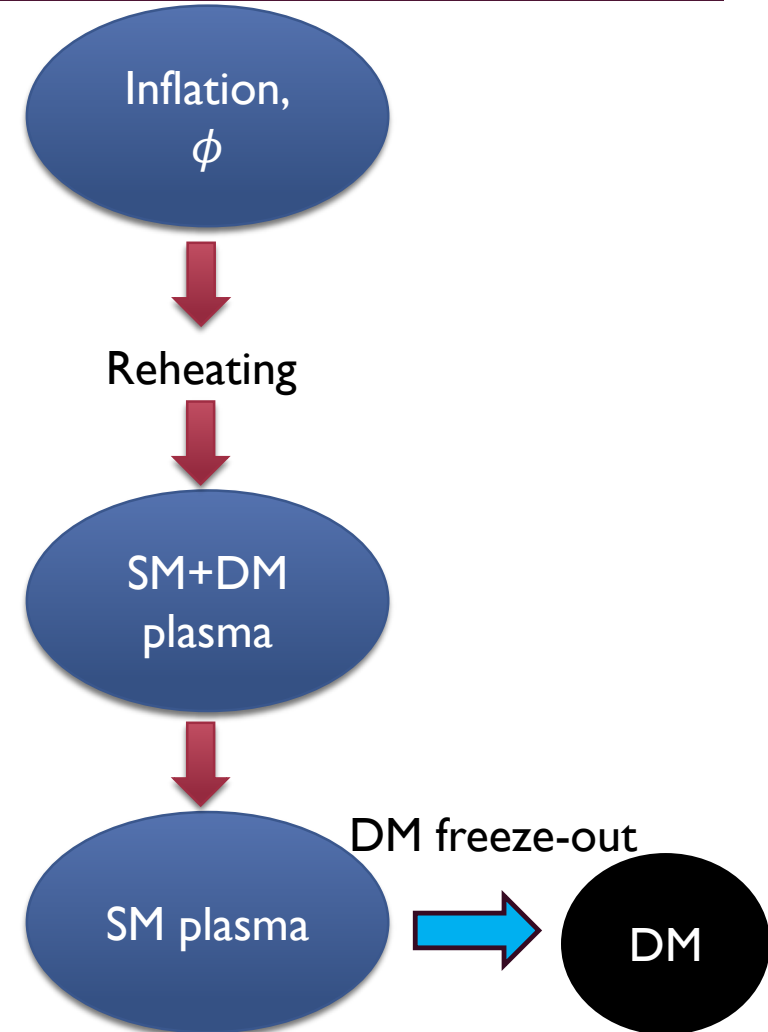 Inflation,
ϕ
Reheating
SM+DM
plasma
DM freeze-out
SM plasma
DM